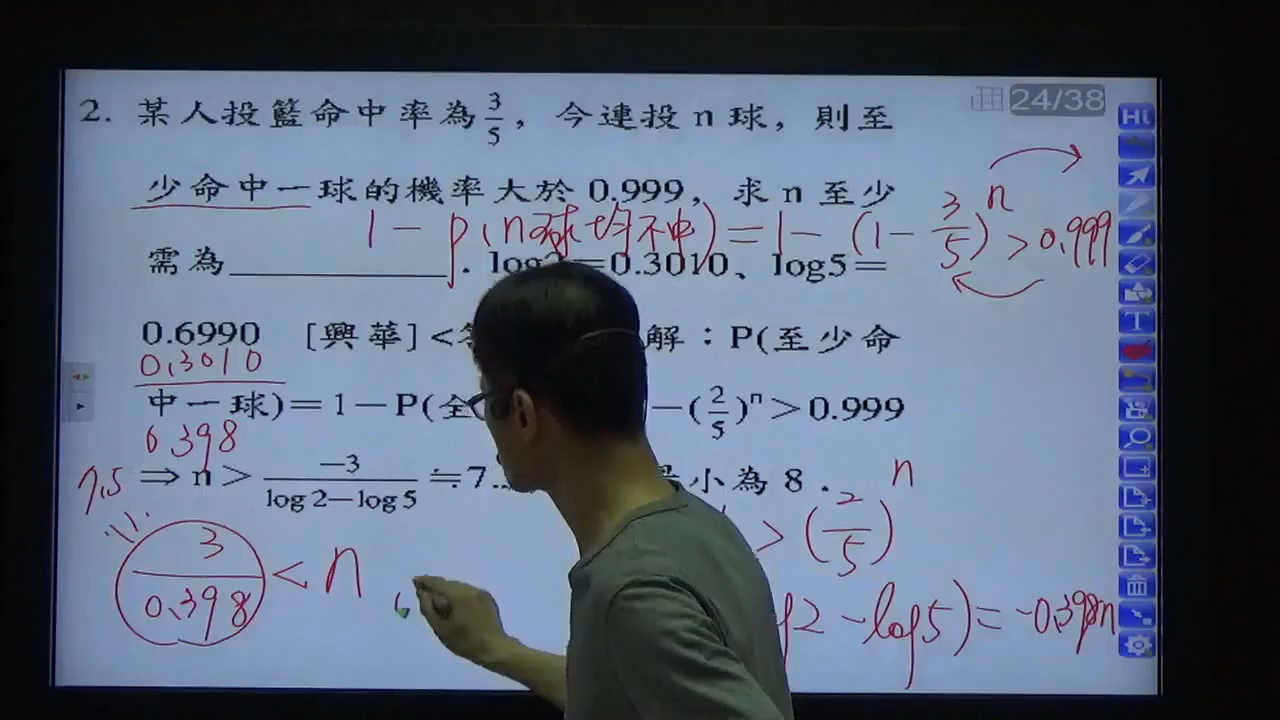 24/38
2. 某人投籃命中率為 3/5，今連投 n 球，則至
少命中一球的機率大於 0.999，求 n 至少
1－P(n球均不中)＝1－(1－3/5)^n＞0.999
需為＿＿＿＿＿＿. log ＝0.3010、log5＝
0.6990 [興華] < 解：P(至少命
0.3010
中一球)＝1－P(全 －(2/5)^n＞0.999
0.398
⇒ n＞ －3/(log2－log5) ≒7. 小為 8．
7.5
＞(2/5)^n
3/0.398 < n
2－log5)＝－0.398n
Hi
T